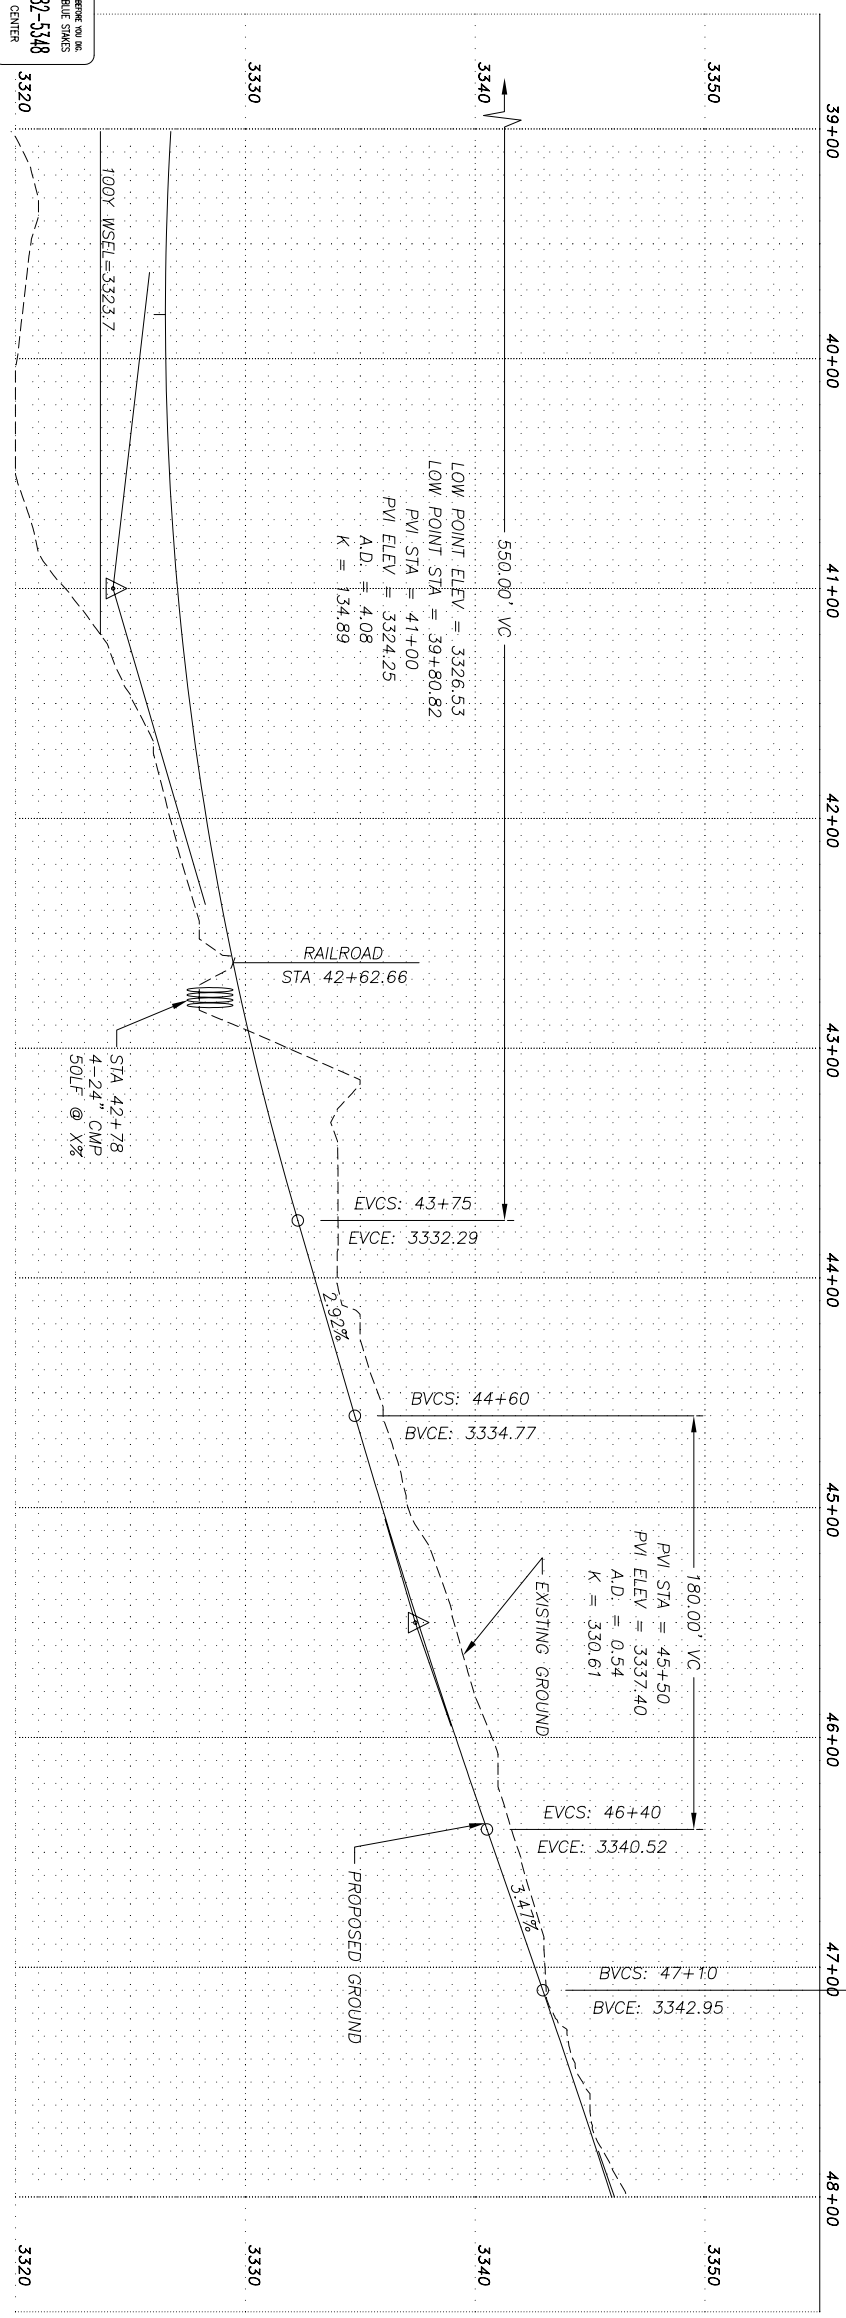 BEFORE YOU DIG.
BLUE STAKES
CENTER
39+00
40+00
41+00
42+00
43+00
44+00
45+00
46+00
47+00
48+00
3350
3340
3330
3320
3350
3340
3330
3320
550.00' VC
LOW POINT ELEV = 3326.53
LOW POINT STA = 39+80.82
PVI STA = 41+00
PVI ELEV = 3324.25
A.D. = 4.08
K = 134.89
100Y WSEL=3323.7
RAILROAD
STA 42+62.66
STA 42+78
4-24" CMP
50LF @ X%
EVCS: 43+75
EVCE: 3332.29
2.92%
BVCS: 44+60
BVCE: 3334.77
180.00' VC
PVI STA = 45+50
PVI ELEV = 3337.40
A.D. = 0.54
K = 330.61
EXISTING GROUND
EVCS: 46+40
EVCE: 3340.52
3.47%
PROPOSED GROUND
BVCS: 47+10
BVCE: 3342.95